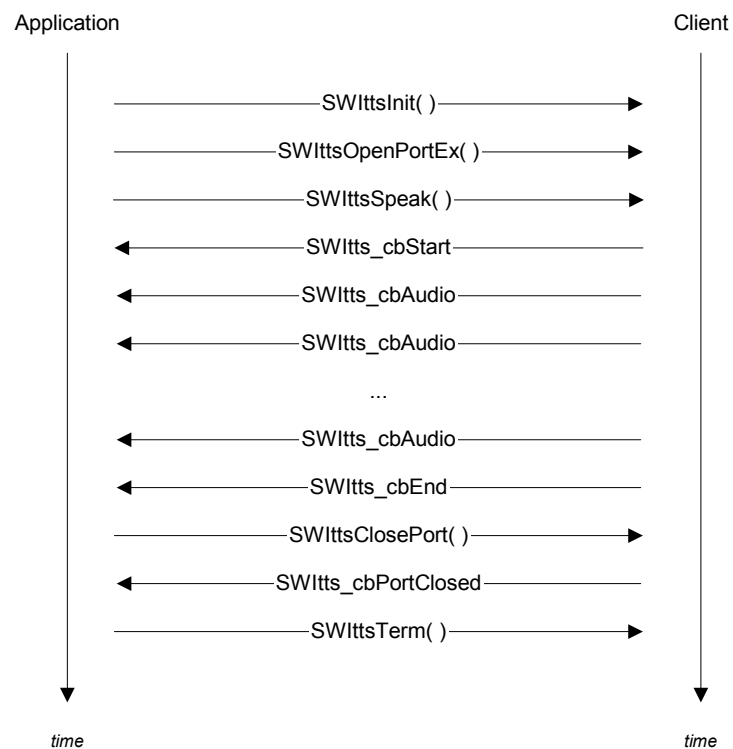 Application Client
SWIttsInit( )
SWIttsOpenPortEx( )
SWIttsSpeak( )
SWItts_cbStart
SWItts_cbAudio
SWItts_cbAudio
...
SWItts_cbAudio
SWItts_cbEnd
SWIttsClosePort( )
SWItts_cbPortClosed
SWIttsTerm( )
time time